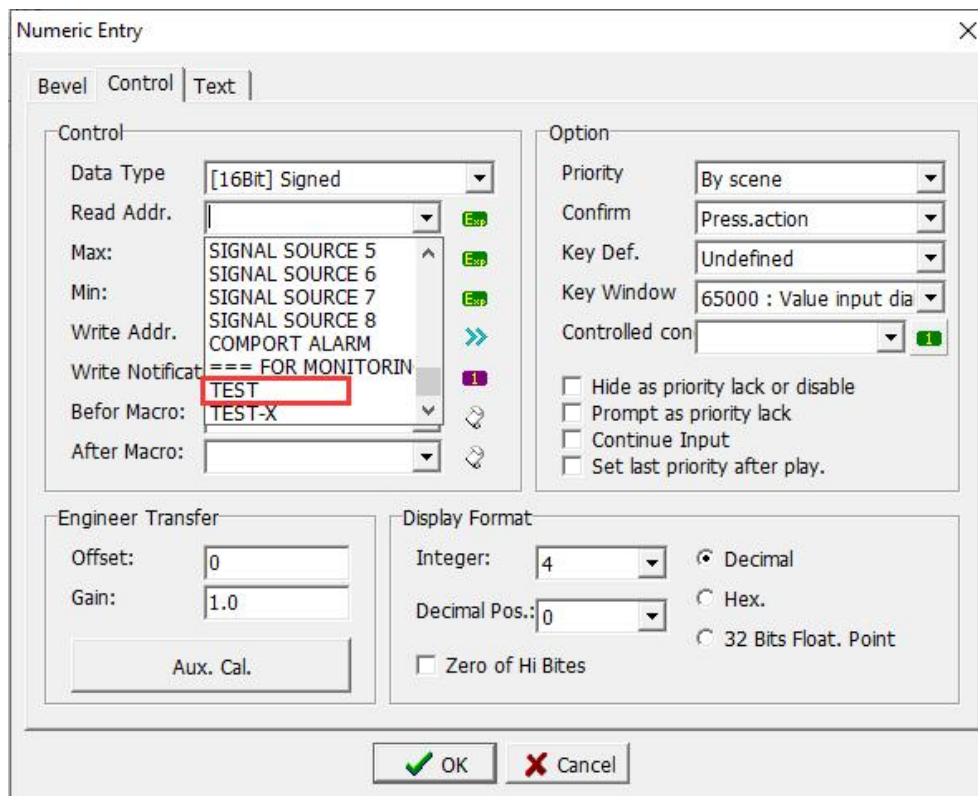 Numeric Entry
Bevel Control Text
Control
Data Type [16Bit] Signed
Read Addr. Exp
Max: Exp
Min: Exp
Write Addr.
Write Notificat 1
Befor Macro:
After Macro:
SIGNAL SOURCE 5
SIGNAL SOURCE 6
SIGNAL SOURCE 7
SIGNAL SOURCE 8
COMPORT ALARM
=== FOR MONITORIN
TEST
TEST-X
Option
Priority By scene
Confirm Press.action
Key Def. Undefined
Key Window 65000 : Value input dia
Controlled con 1
Hide as priority lack or disable
Prompt as priority lack
Continue Input
Set last priority after play.
Engineer Transfer
Offset: 0
Gain: 1.0
Aux. Cal.
Display Format
Integer: 4
Decimal Pos.: 0
Zero of Hi Bites
Decimal
Hex.
32 Bits Float. Point
OK Cancel